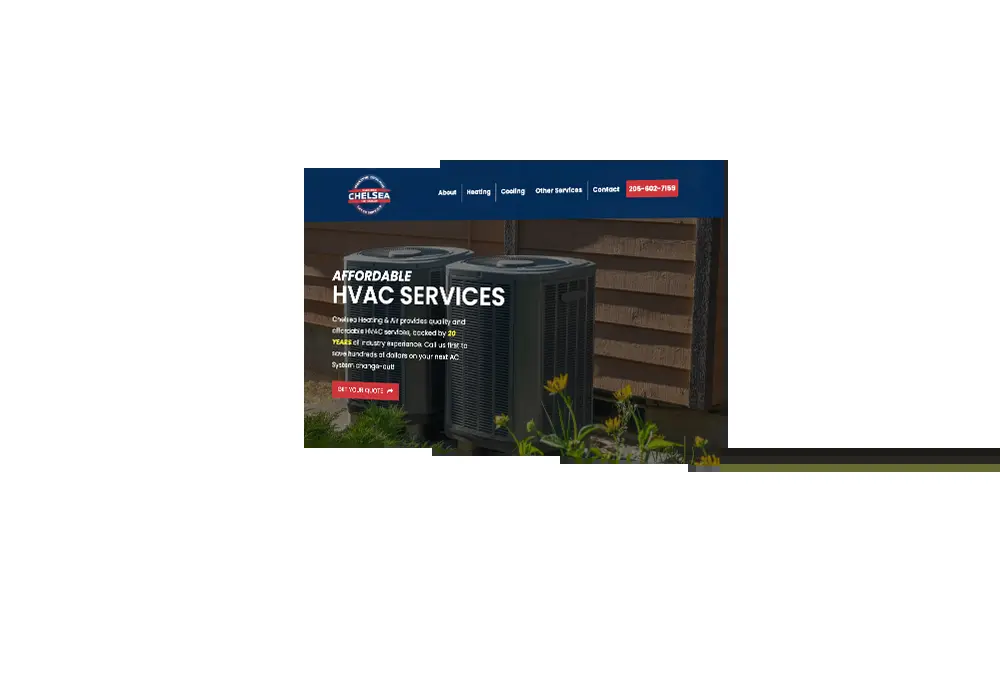 CHELSEA
About
Heating
Cooling
Other Services
Contact
205-602-7159
AFFORDABLE
HVAC SERVICES
Chelsea Heating & Air provides quality and
affordable HVAC services, backed by 20
YEARS of industry experience. Call us first to
save hundreds of dollars on your next AC
System change-out!
GET YOUR QUOTE